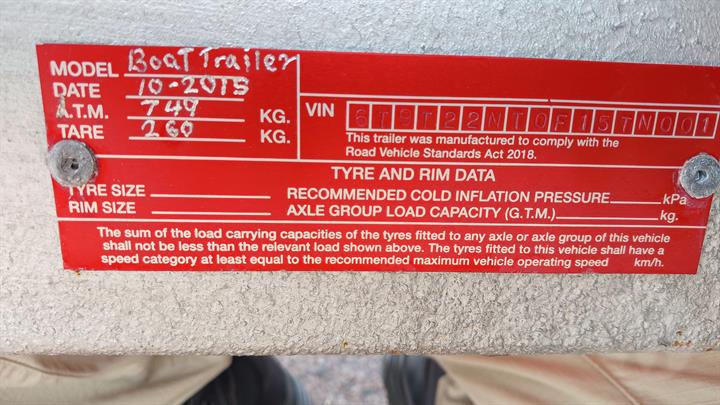 MODEL BoaT Trailer
DATE 10-2015
A.T.M. 749 KG.
TARE 260 KG.
VIN 6T9T22NT0F15TN001
This trailer was manufactured to comply with the
Road Vehicle Standards Act 2018.
TYRE AND RIM DATA
TYRE SIZE RECOMMENDED COLD INFLATION PRESSURE kPa
RIM SIZE AXLE GROUP LOAD CAPACITY (G.T.M.) kg.
The sum of the load carrying capacities of the tyres fitted to any axle or axle group of this vehicle
shall not be less than the relevant load shown above. The tyres fitted to this vehicle shall have a
speed category at least equal to the recommended maximum vehicle operating speed km/h.